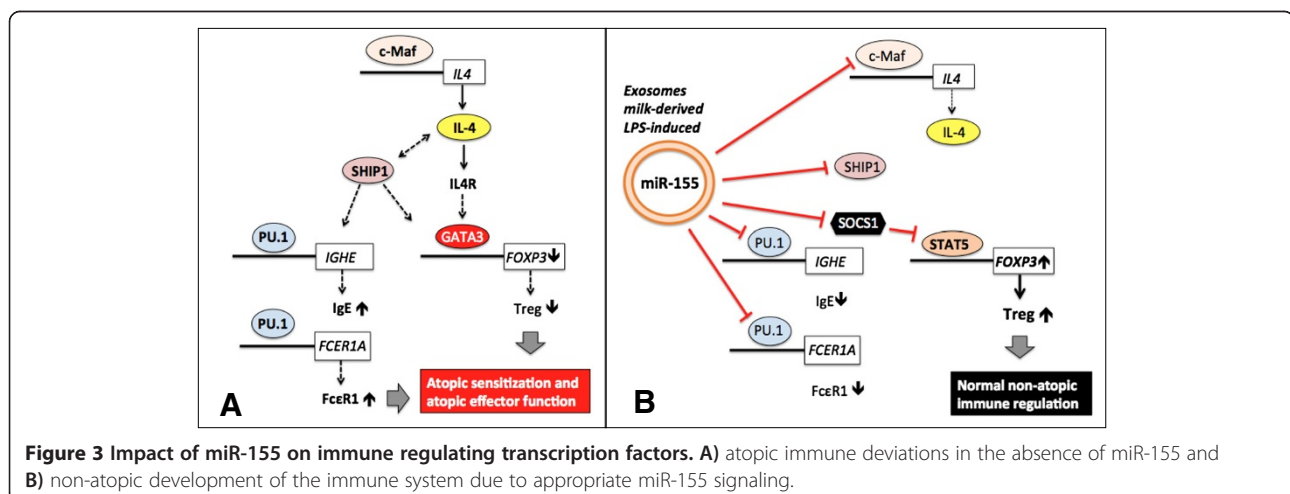 c-Maf
IL4
IL-4
SHIP1
IL4R
PU.1
IGHE
GATA3
FOXP3 ↓
IgE ↑
Treg ↓
PU.1
FCER1A
FcεR1 ↑
Atopic sensitization and
atopic effector function
A
Exosomes
milk-derived
LPS-induced
miR-155
c-Maf
IL4
IL-4
SHIP1
SOCS1
PU.1
IGHE
STAT5
FOXP3 ↑
IgE ↓
Treg ↑
PU.1
FCER1A
FcεR1 ↓
Normal non-atopic
immune regulation
B
Figure 3 Impact of miR-155 on immune regulating transcription factors. A) atopic immune deviations in the absence of miR-155 and
B) non-atopic development of the immune system due to appropriate miR-155 signaling.